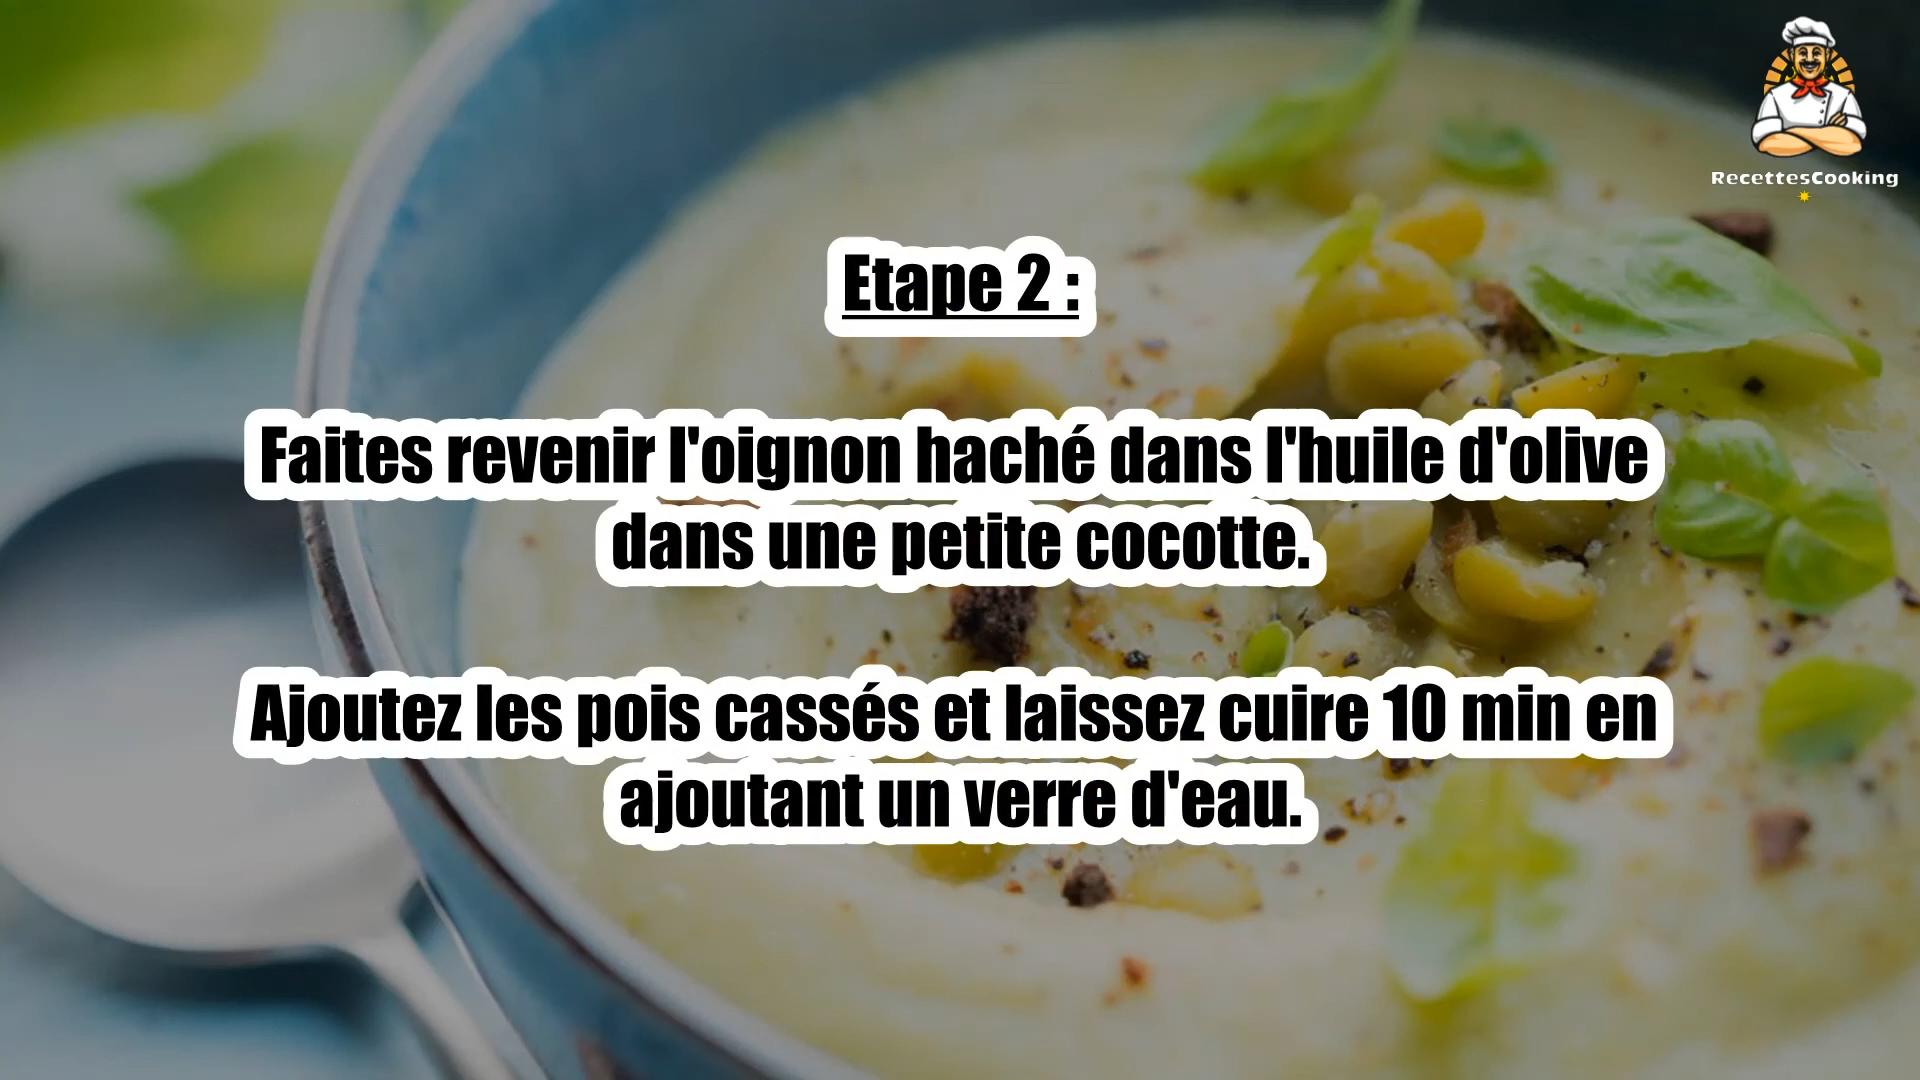 RecettesCooking
Etape 2 :
Faites revenir l'oignon haché dans l'huile d'olive
dans une petite cocotte.
Ajoutez les pois cassés et laissez cuire 10 min en
ajoutant un verre d'eau.